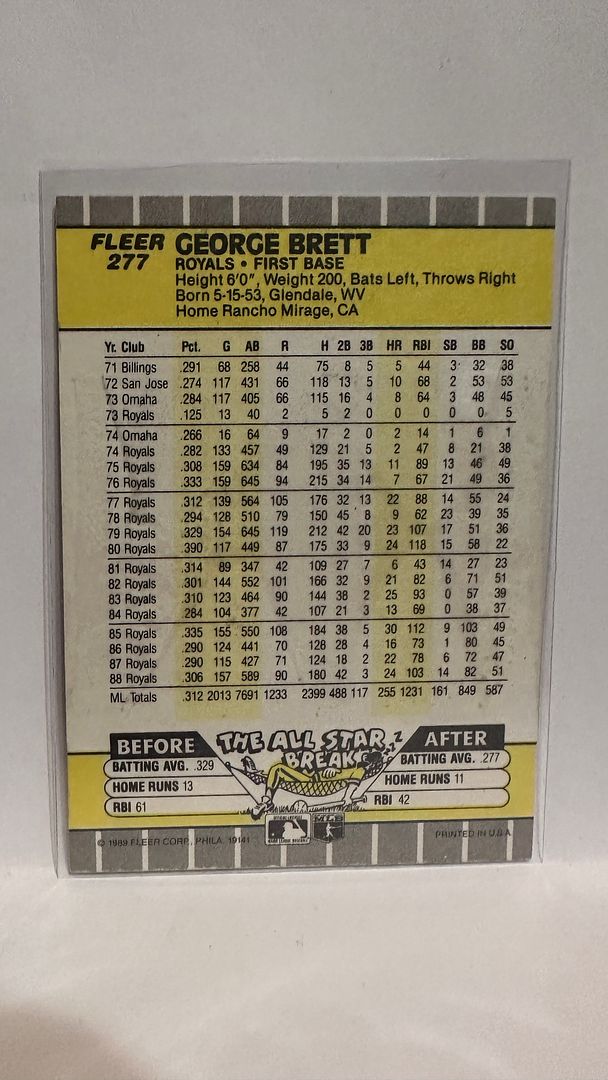 FLEER GEORGE BRETT
277 ROYALS • FIRST BASE
Height 6'0", Weight 200, Bats Left, Throws Right
Born 5-15-53, Glendale, WV
Home Rancho Mirage, CA
Yr. Club Pct. G AB R H 2B 3B HR RBI SB BB SO
71 Billings .291 68 258 44 75 8 5 5 44 3 32 38
72 San Jose .274 117 431 66 118 13 5 10 68 2 53 53
73 Omaha .284 117 405 66 115 16 4 8 64 3 48 45
73 Royals .125 13 40 2 5 2 0 0 0 0 0 5
74 Omaha .266 16 64 9 17 2 0 2 14 1 6 1
74 Royals .282 133 457 49 129 21 5 2 47 8 21 38
75 Royals .308 159 634 84 195 35 13 11 89 13 46 49
76 Royals .333 159 645 94 215 34 14 7 67 21 49 36
77 Royals .312 139 564 105 176 32 13 22 88 14 55 24
78 Royals .294 128 510 79 150 45 8 9 62 23 39 35
79 Royals .329 154 645 119 212 42 20 23 107 17 51 36
80 Royals .390 117 449 87 175 33 9 24 118 15 58 22
81 Royals .314 89 347 42 109 27 7 6 43 14 27 23
82 Royals .301 144 552 101 166 32 9 21 82 6 71 51
83 Royals .310 123 464 90 144 38 2 25 93 0 57 39
84 Royals .284 104 377 42 107 21 3 13 69 0 38 37
85 Royals .335 155 550 108 184 38 5 30 112 9 103 49
86 Royals .290 124 441 70 128 28 4 16 73 1 80 45
87 Royals .290 115 427 71 124 18 2 22 78 6 72 47
88 Royals .306 157 589 90 180 42 3 24 103 14 82 51
ML Totals .312 2013 7691 1233 2399 488 117 255 1231 161 849 587
BEFORE THE ALL STAR BREAK AFTER
BATTING AVG. .329 BATTING AVG. .277
HOME RUNS 13 HOME RUNS 11
RBI 61 RBI 42
MLB
© 1989 FLEER CORP., PHILA. 19141 PRINTED IN U.S.A.